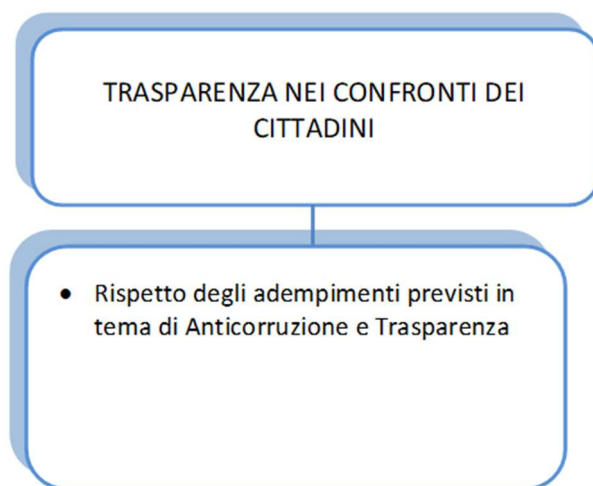 TRASPARENZA NEI CONFRONTI DEI
CITTADINI
• Rispetto degli adempimenti previsti in
tema di Anticorruzione e Trasparenza